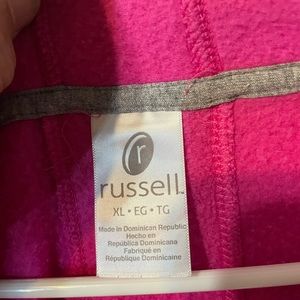 r
russell
XL • EG • TG
Made in Dominican Republic
Hecho en
República Dominicana
Fabriqué en
République Dominicaine